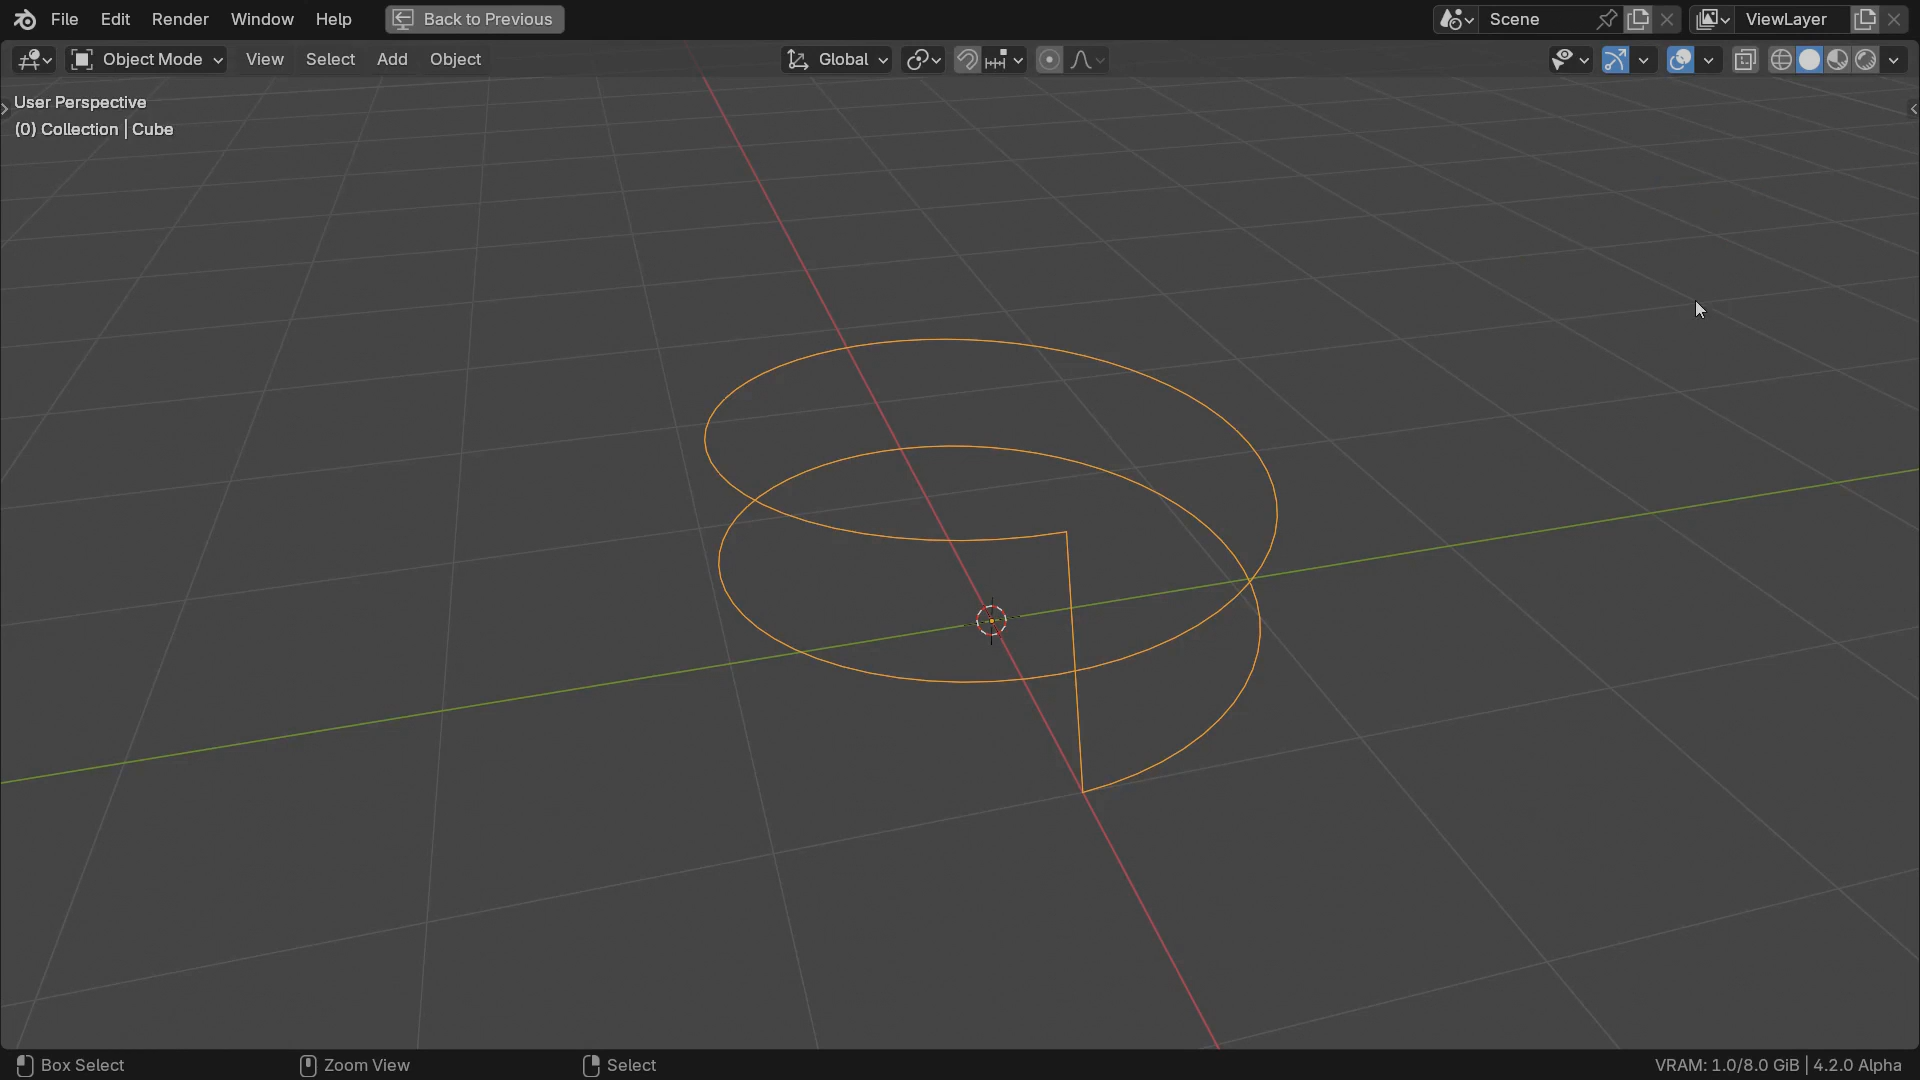 File Edit Render Window Help Back to Previous Scene ViewLayer
Object Mode View Select Add Object Global
User Perspective
(0) Collection | Cube
Box Select Zoom View Select VRAM: 1.0/8.0 GiB | 4.2.0 Alpha